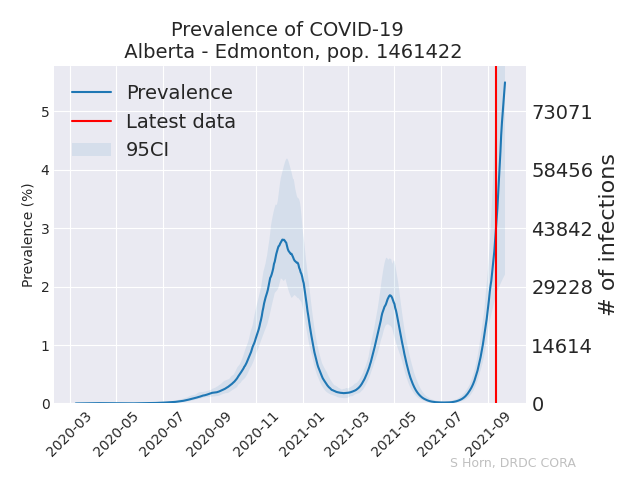 Prevalence of COVID-19
Alberta - Edmonton, pop. 1461422
Prevalence
Latest data
95CI
Prevalence (%)
5
4
3
2
1
0
73071
58456
43842
29228
14614
0
# of infections
2020-03
2020-05
2020-07
2020-09
2020-11
2021-01
2021-03
2021-05
2021-07
2021-09
S Horn, DRDC CORA